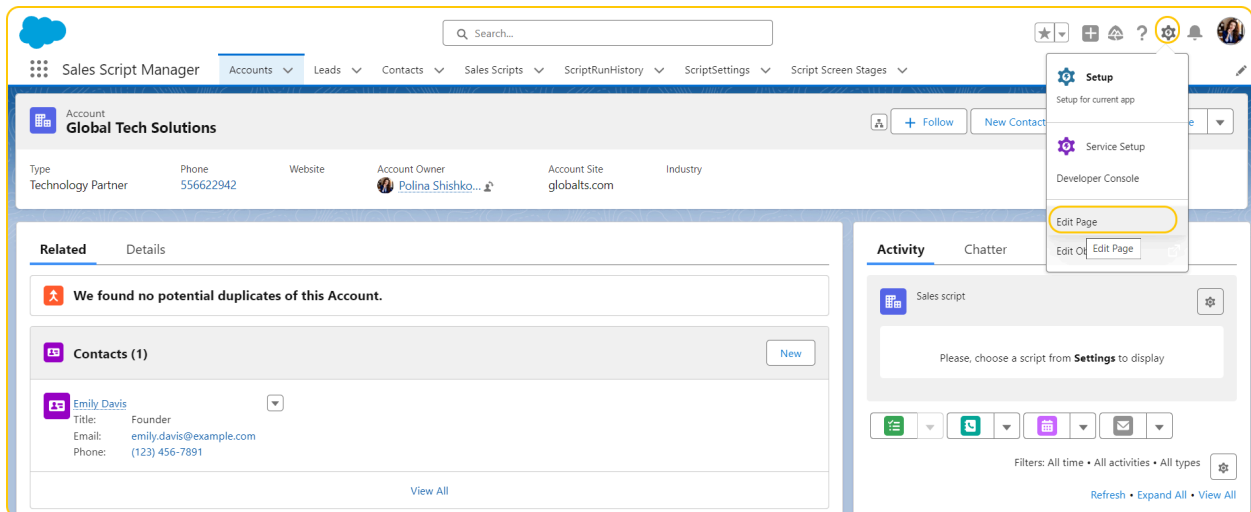 Search...
Sales Script Manager Accounts Leads Contacts Sales Scripts ScriptRunHistory ScriptSettings Script Screen Stages
Account
Global Tech Solutions
+ Follow New Contact e
Setup
Setup for current app
Service Setup
Developer Console
Edit Page
Edit Ob
Edit Page
Type Phone Website Account Owner Account Site Industry
Technology Partner 556622942 Polina Shishko... globalts.com
Related Details
We found no potential duplicates of this Account.
Contacts (1) New
Emily Davis
Title: Founder
Email: emily.davis@example.com
Phone: (123) 456-7891
View All
Activity Chatter
Sales script
Please, choose a script from Settings to display
Filters: All time • All activities • All types
Refresh • Expand All • View All